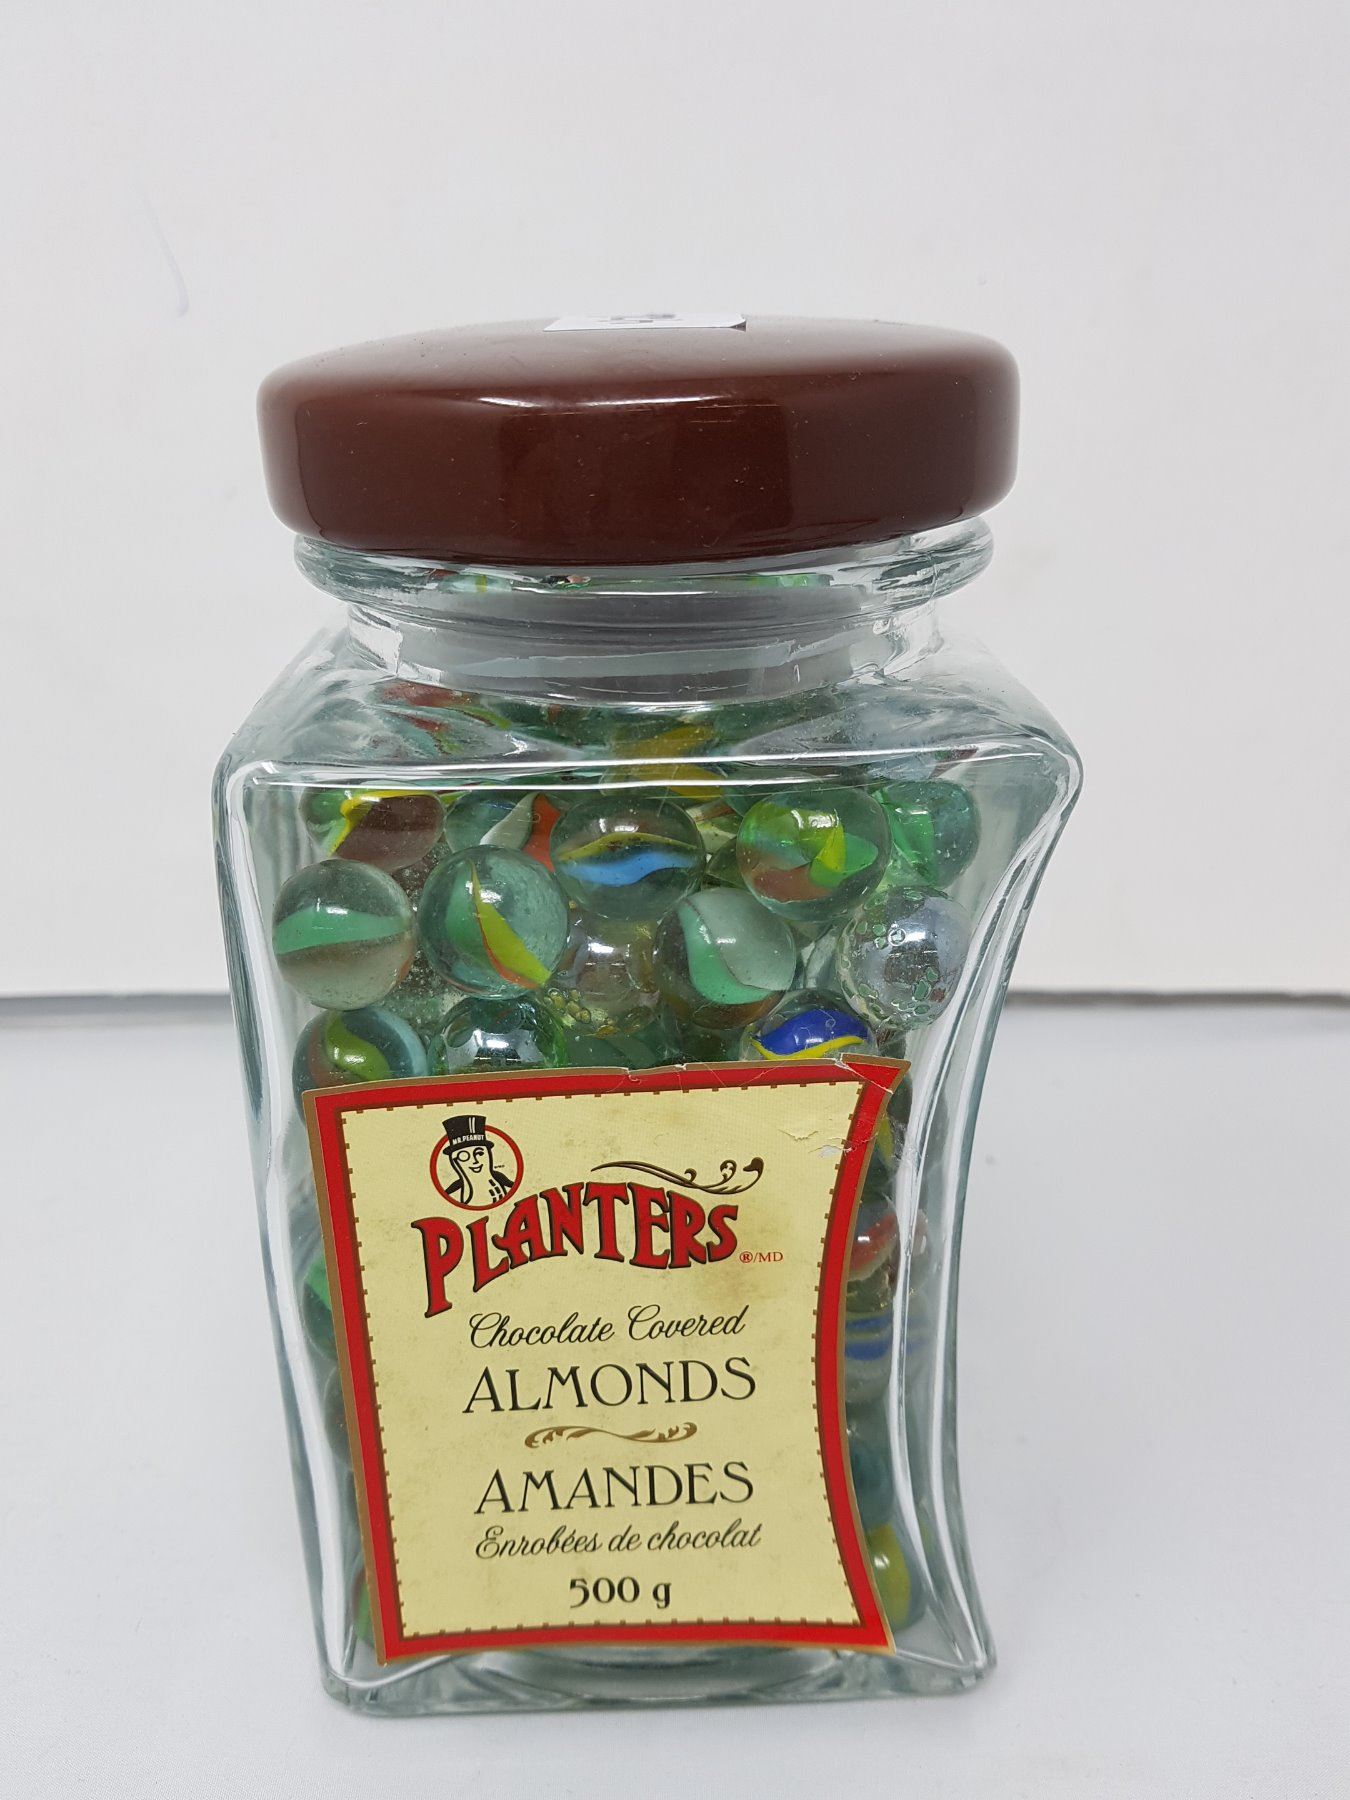 MR. PEANUT
PLANTERS ®/MD
Chocolate Covered
ALMONDS
AMANDES
Enrobées de chocolat
500 g